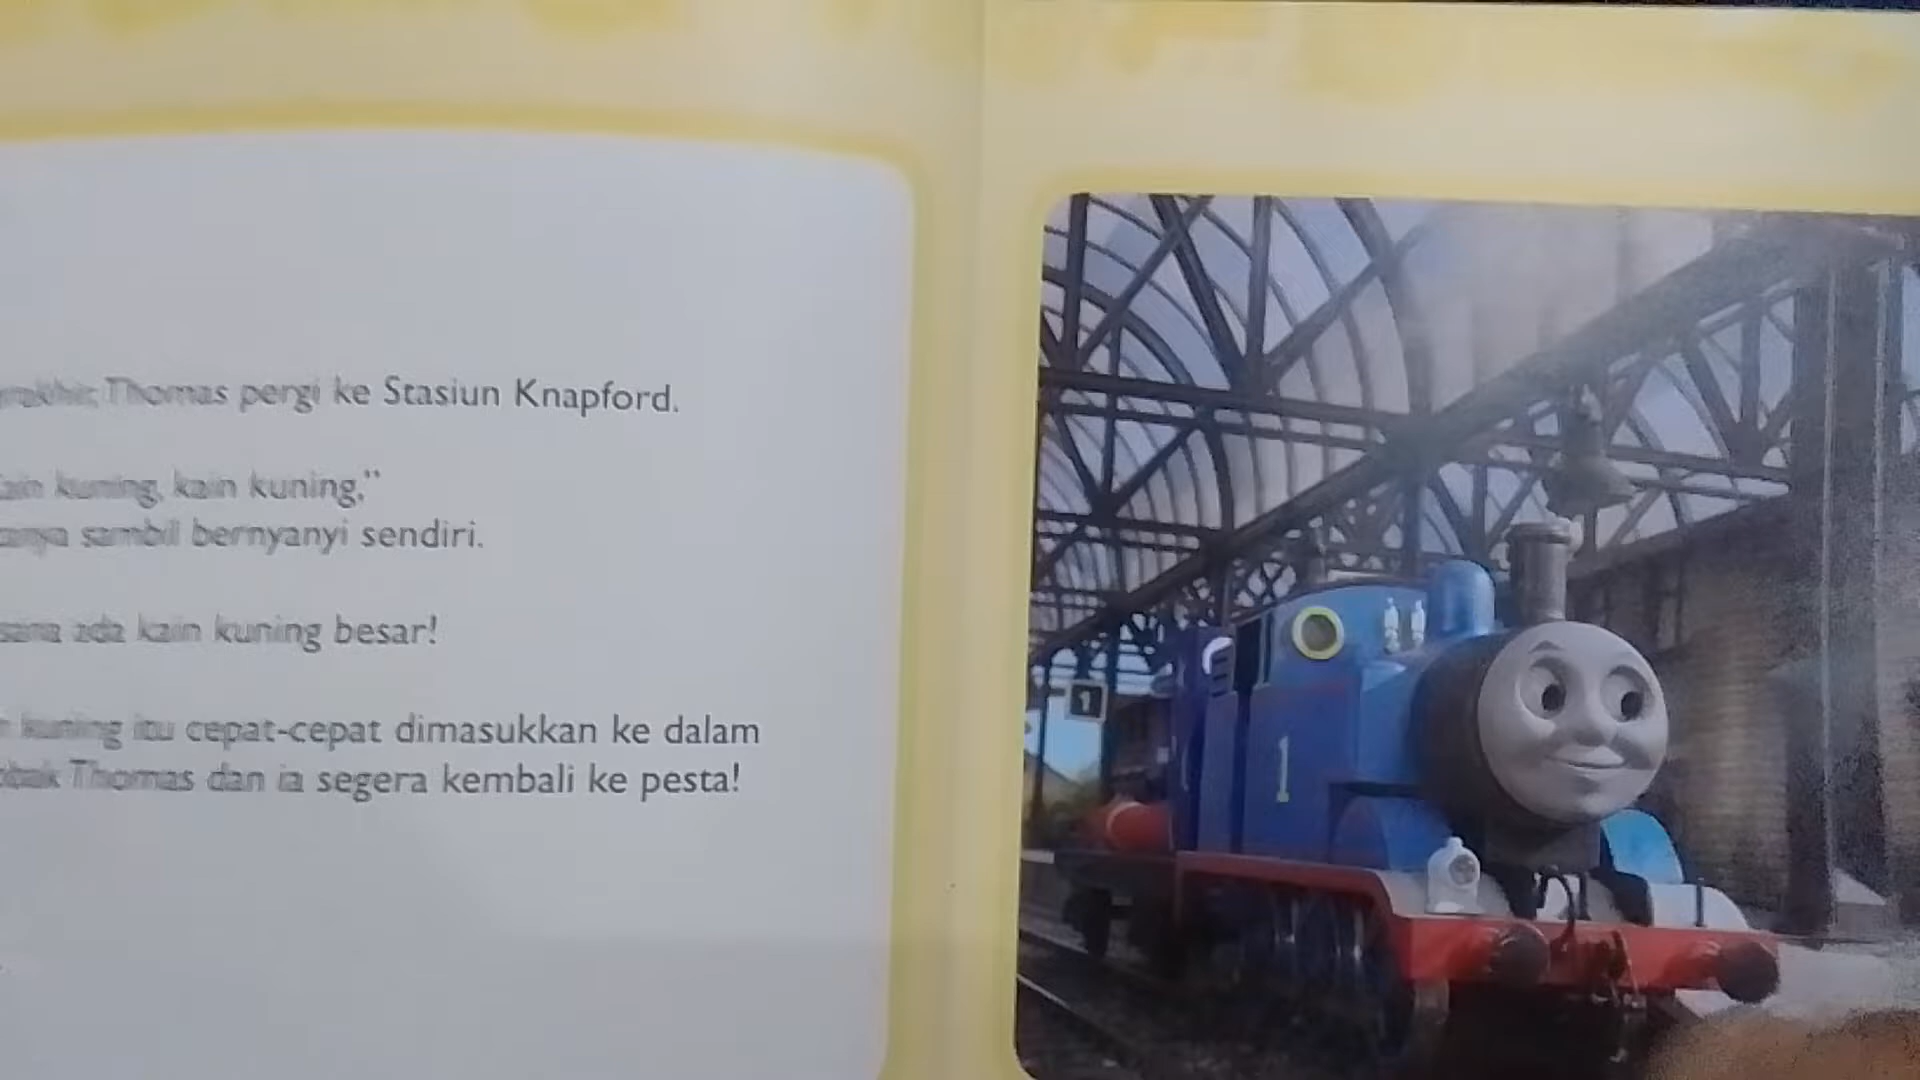 Thomas pergi ke Stasiun Knapford.
kain kuning, kain kuning,”
sambil bernyanyi sendiri.
ada kain kuning besar!
kuning itu cepat-cepat dimasukkan ke dalam
Thomas dan ia segera kembali ke pesta!
1
1